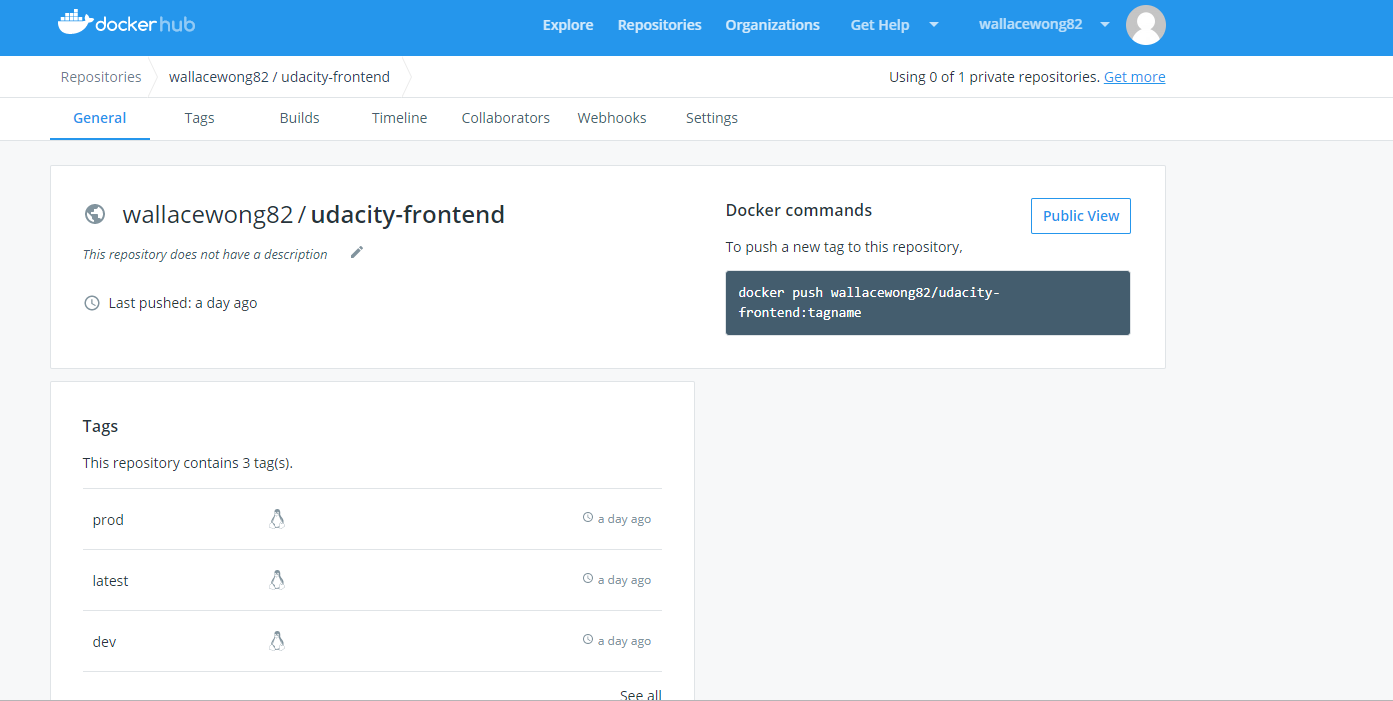 docker hub Explore Repositories Organizations Get Help wallacewong82
Repositories wallacewong82 / udacity-frontend Using 0 of 1 private repositories. Get more
General Tags Builds Timeline Collaborators Webhooks Settings
wallacewong82 / udacity-frontend
This repository does not have a description
Last pushed: a day ago
Docker commands
Public View
To push a new tag to this repository,
docker push wallacewong82/udacity-
frontend:tagname
Tags
This repository contains 3 tag(s).
prod a day ago
latest a day ago
dev a day ago
See all